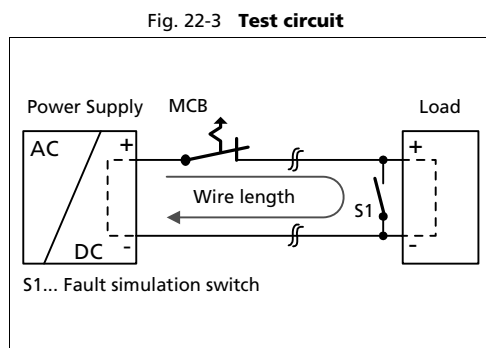 Fig. 22-3 Test circuit
Power Supply MCB Load
AC + +
Wire length
S1
DC - -
S1... Fault simulation switch